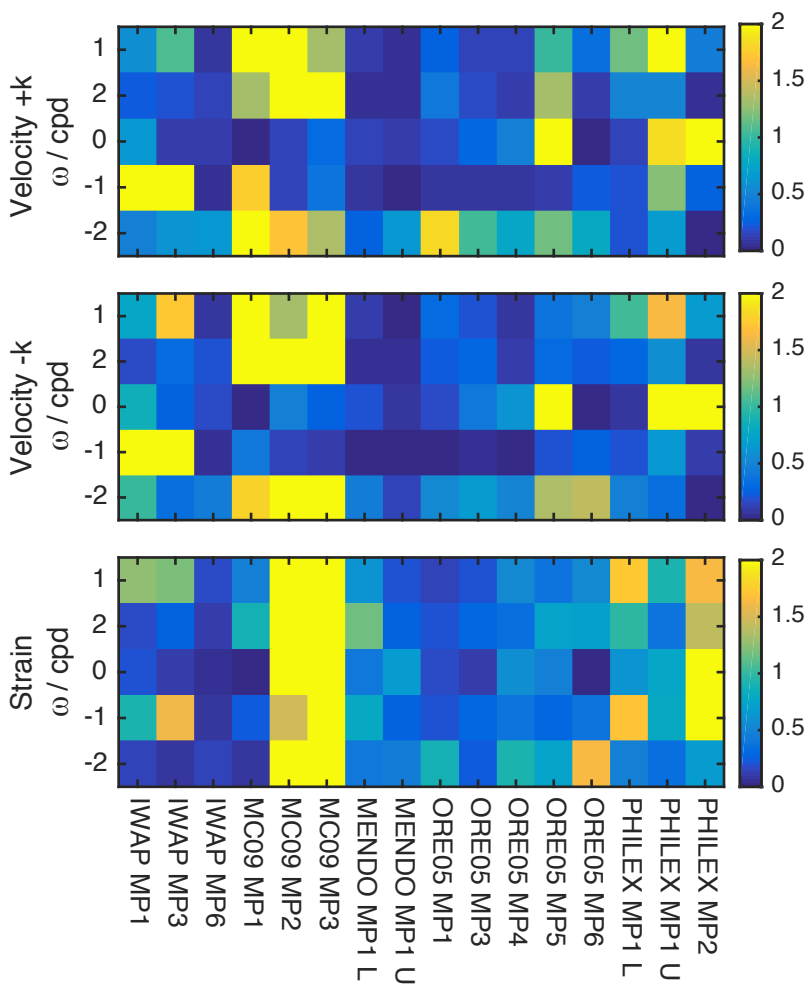 Velocity +k
ω / cpd
1
2
0
-1
-2
2
1.5
1
0.5
0
Velocity -k
ω / cpd
1
2
0
-1
-2
2
1.5
1
0.5
0
Strain
ω / cpd
1
2
0
-1
-2
2
1.5
1
0.5
0
IWAP MP1
IWAP MP3
IWAP MP6
MC09 MP1
MC09 MP2
MC09 MP3
MENDO MP1 L
MENDO MP1 U
ORE05 MP1
ORE05 MP3
ORE05 MP4
ORE05 MP5
ORE05 MP6
PHILEX MP1 L
PHILEX MP1 U
PHILEX MP2